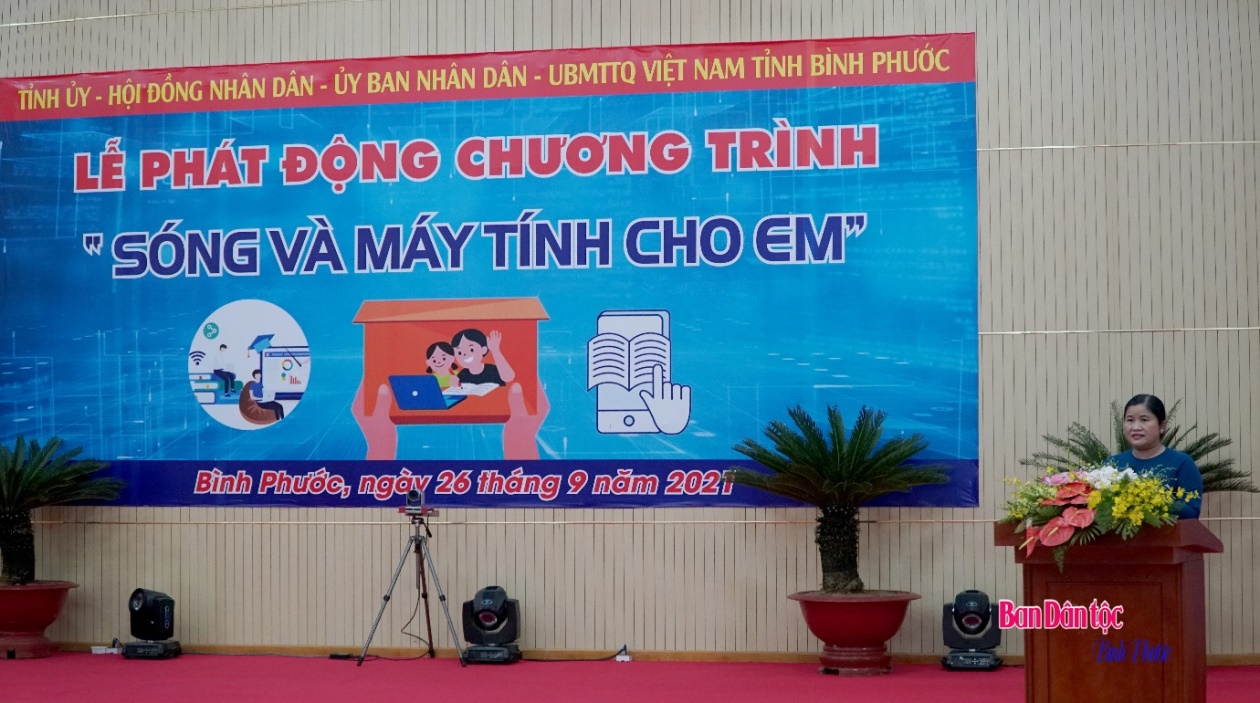 TỈNH ỦY - HỘI ĐỒNG NHÂN DÂN - ỦY BAN NHÂN DÂN - UBMTTQ VIỆT NAM TỈNH BÌNH PHƯỚC
LỄ PHÁT ĐỘNG CHƯƠNG TRÌNH
" SÓNG VÀ MÁY TÍNH CHO EM”
Bình Phước, ngày 26 tháng 9 năm 2021
Ban Dân tộc
Bình Phước